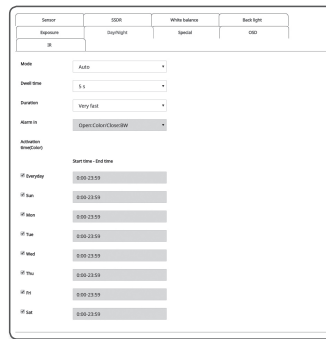 Sensor SSDR White balance Back light
Exposure Day/Night Special OSD
IR
Mode Auto
Dwell time 5 s
Duration Very fast
Alarm in Open:Color/Close:BW
Activation
time(Color)
Start time - End time
Everyday 0:00-23:59
Sun 0:00-23:59
Mon 0:00-23:59
Tue 0:00-23:59
Wed 0:00-23:59
Thu 0:00-23:59
Fri 0:00-23:59
Sat 0:00-23:59